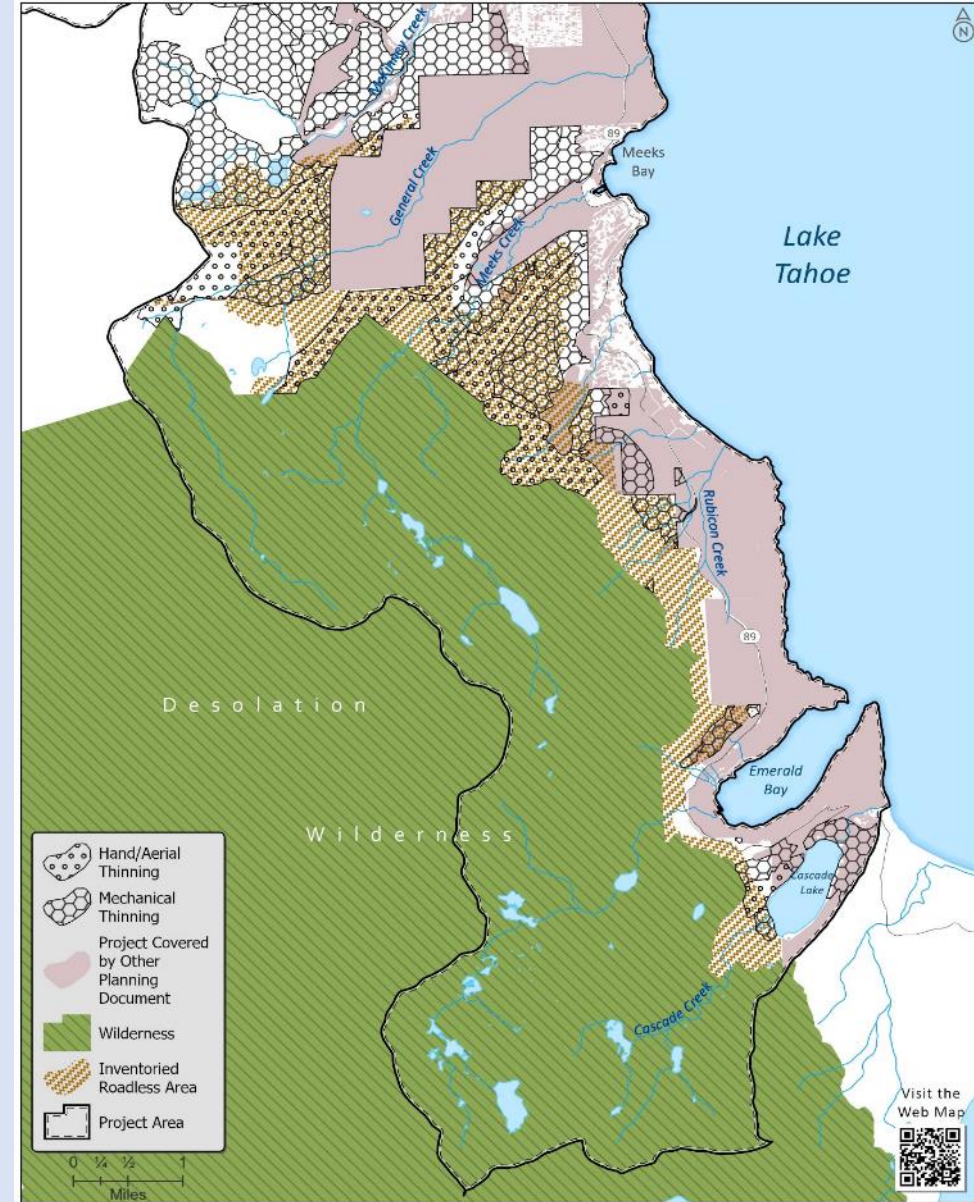 N
McKinney Creek
89
Meeks
Bay
General Creek
Meeks Creek
Lake
Tahoe
Rubicon Creek
89
Desolation
Emerald
Bay
Wilderness
Cascade
Lake
Cascade Creek
Hand/Aerial
Thinning
Mechanical
Thinning
Project Covered
by Other
Planning
Document
Wilderness
Inventoried
Roadless Area
Project Area
0 ¼ ½ 1
Miles
Visit the
Web Map